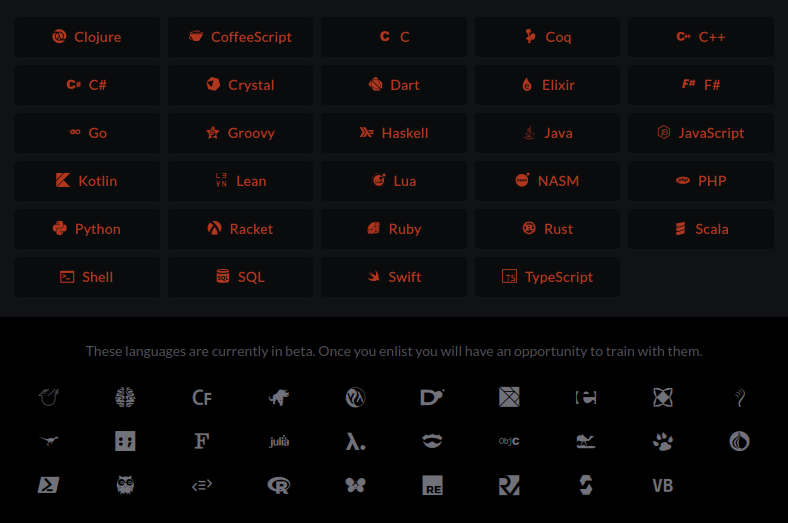 Clojure CoffeeScript C Coq C++
C# Crystal Dart Elixir F#
Go Groovy Haskell Java JavaScript
Kotlin Lean Lua NASM PHP
Python Racket Ruby Rust Scala
Shell SQL Swift TypeScript
These languages are currently in beta. Once you enlist you will have an opportunity to train with them.
CF D
F julia λ. objC
R RE VB